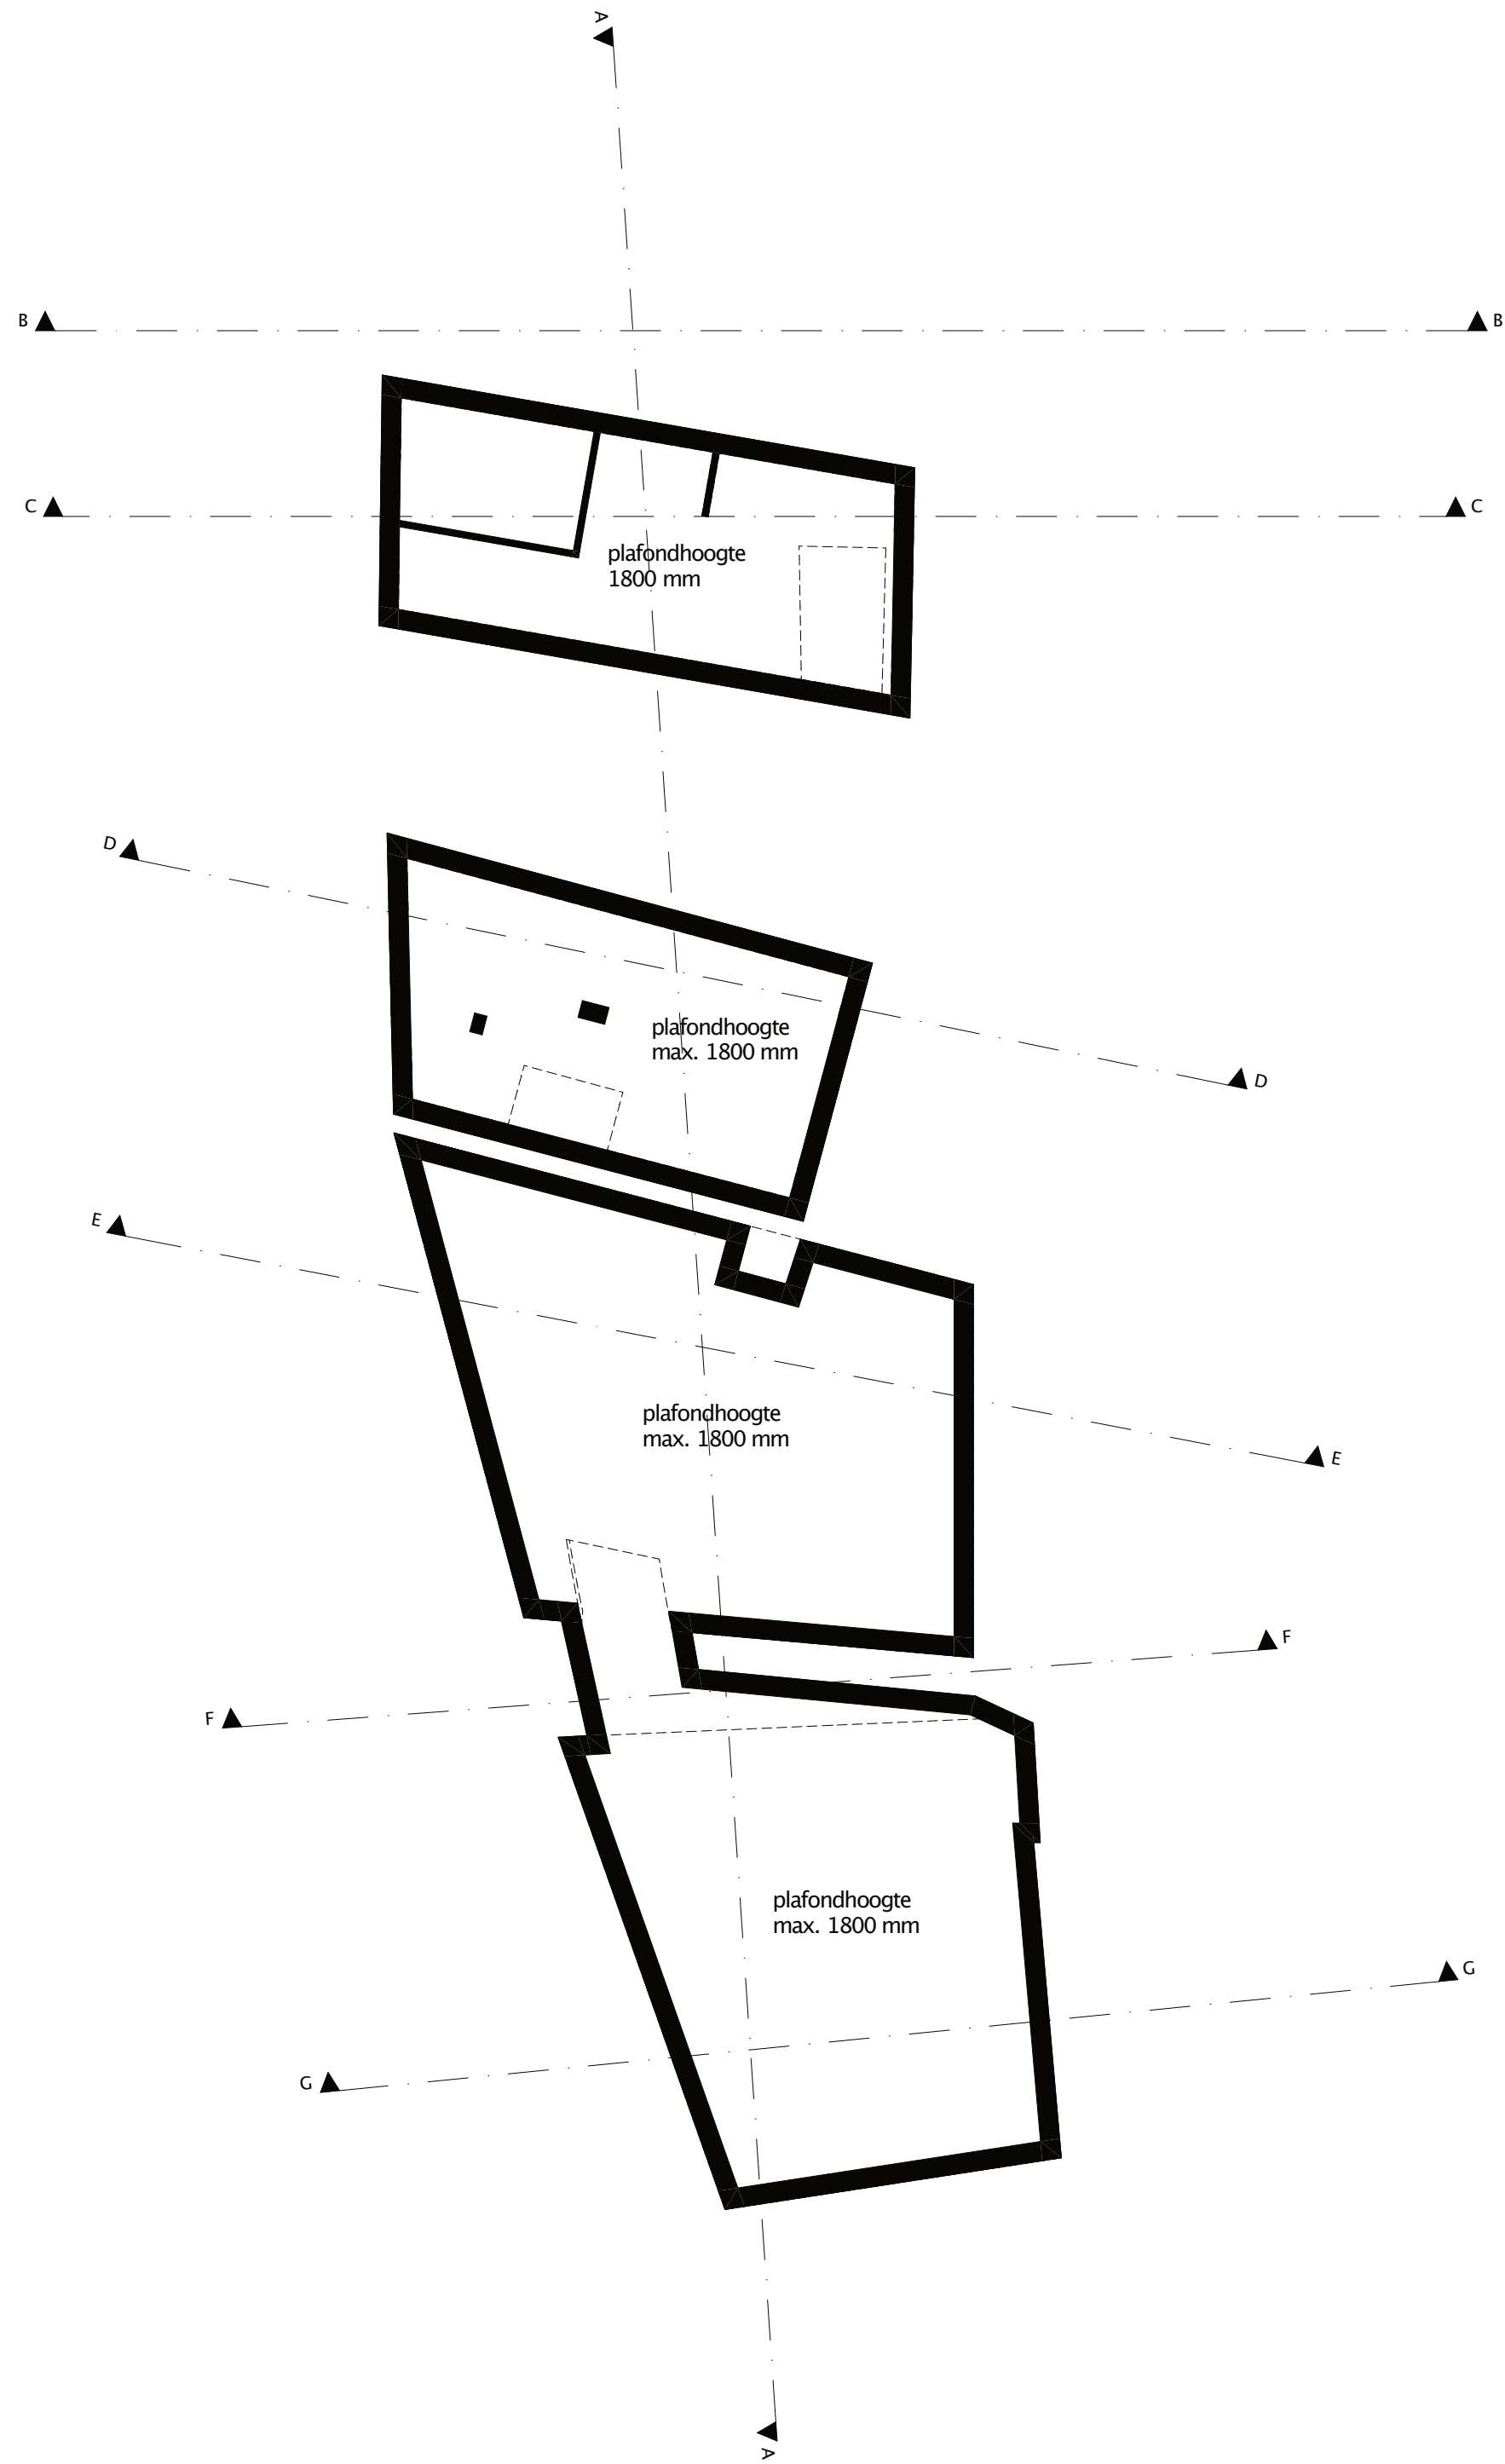 A
B B
C C
plafondhoogte
1800 mm
D
plafondhoogte
max. 1800 mm
D
E
plafondhoogte
max. 1800 mm
E
F
F
plafondhoogte
max. 1800 mm
G
G
A